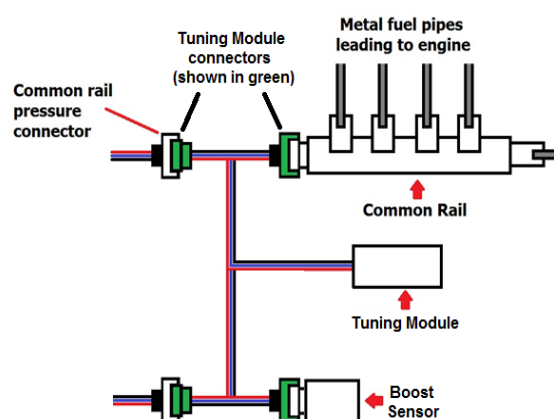 Tuning Module
connectors
(shown in green)
Metal fuel pipes
leading to engine
Common rail
pressure
connector
Common Rail
Tuning Module
Boost
Sensor